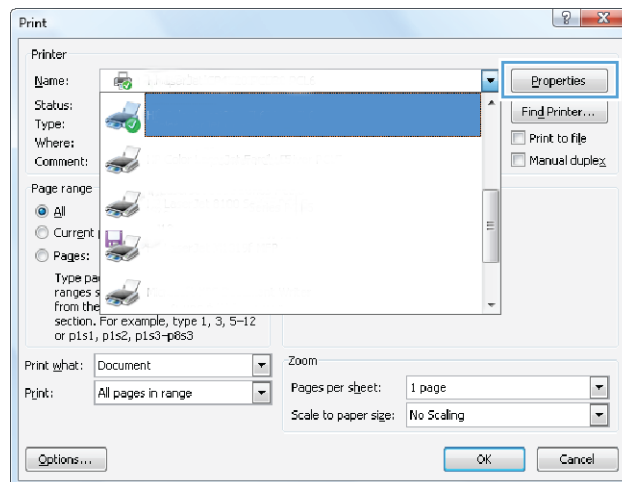 Print
Printer
Name:
Properties
Status:
Find Printer...
Type:
Where:
Print to file
Comment:
Manual duplex
Page range
All
Current
Pages:
Type
ranges
from the
section. For example, type 1, 3, 5–12
or p1s1, p1s2, p1s3–p8s3
Print what: Document
Print: All pages in range
Zoom
Pages per sheet: 1 page
Scale to paper size: No Scaling
Options... OK Cancel